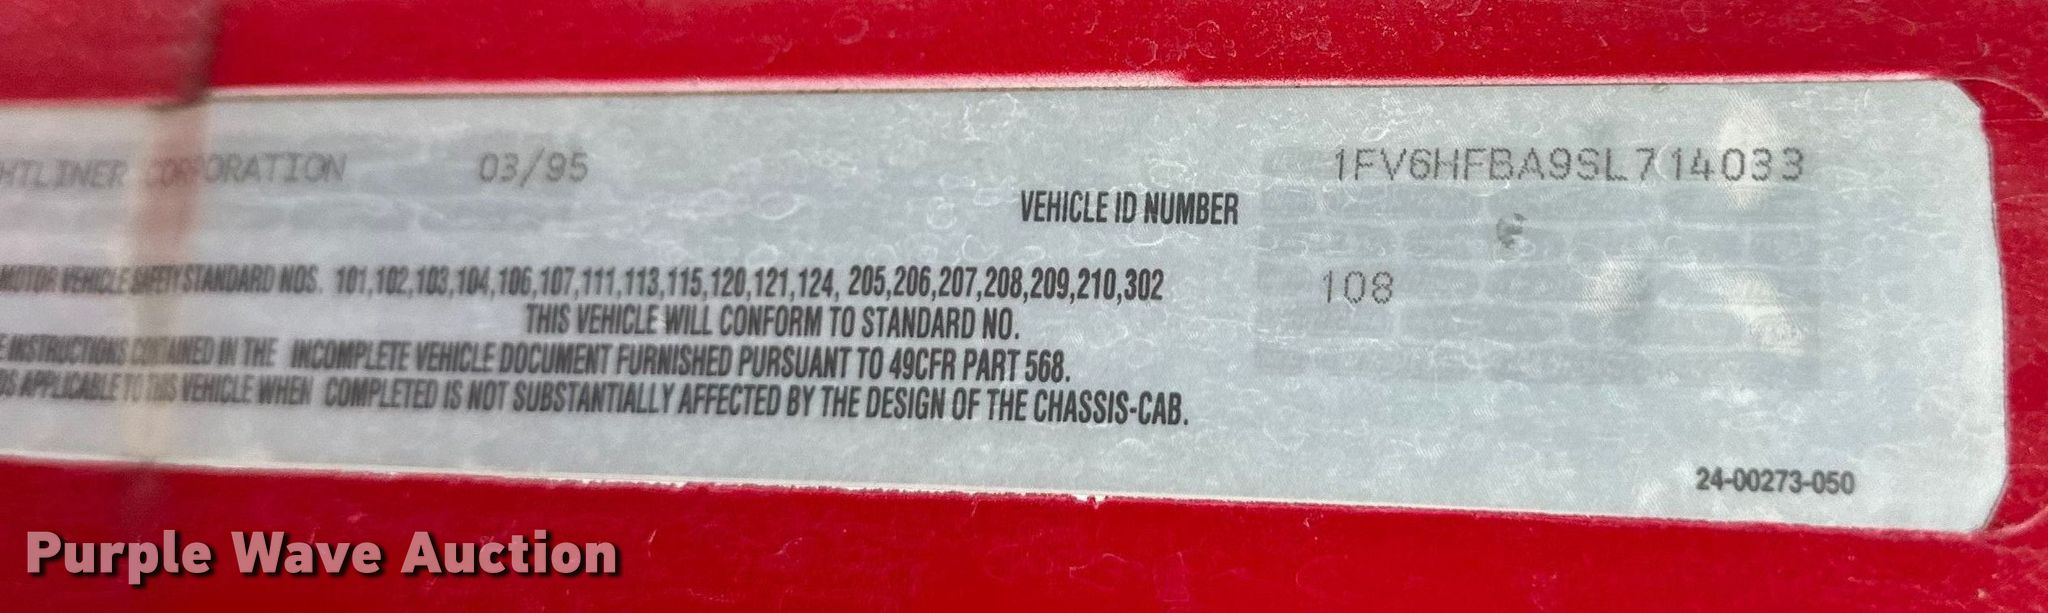 HTLINER CORPORATION 03/95 1FV6HFBA9SL714033
VEHICLE ID NUMBER
MOTOR VEHICLE SAFETY STANDARD NOS. 101,102,103,104,106,107,111,113,115,120,121,124, 205,206,207,208,209,210,302 108
THIS VEHICLE WILL CONFORM TO STANDARD NO.
E INSTRUCTIONS CONTAINED IN THE INCOMPLETE VEHICLE DOCUMENT FURNISHED PURSUANT TO 49CFR PART 568.
DS APPLICABLE TO THIS VEHICLE WHEN COMPLETED IS NOT SUBSTANTIALLY AFFECTED BY THE DESIGN OF THE CHASSIS-CAB.
24-00273-050
Purple Wave Auction